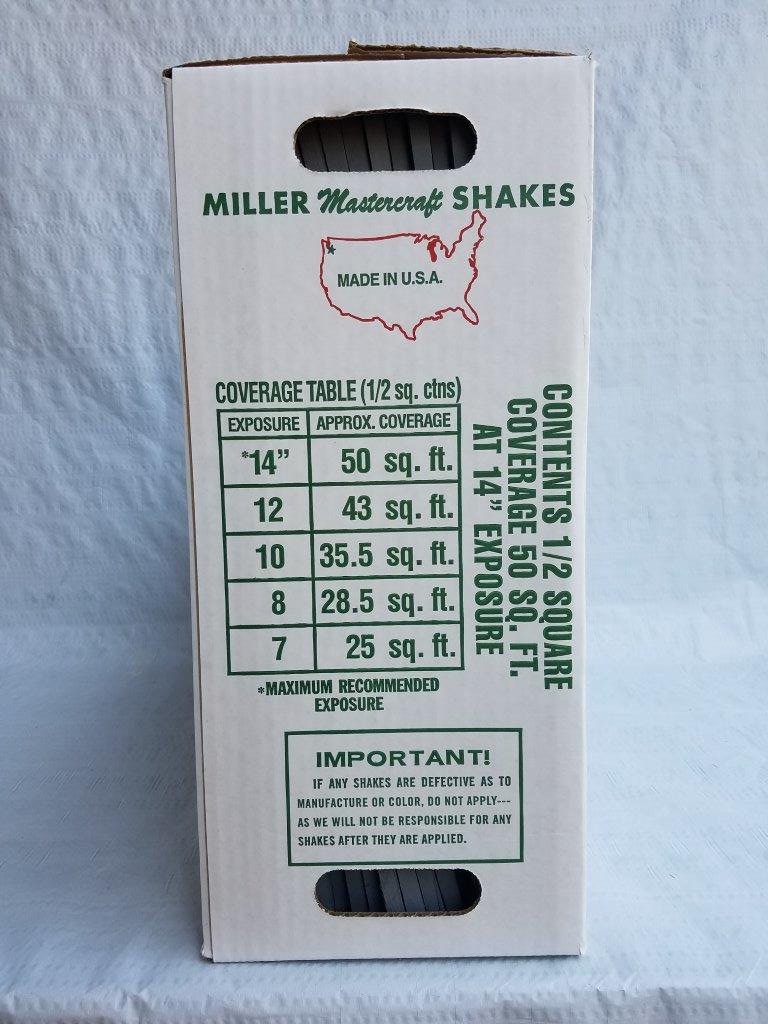 MILLER Mastercraft SHAKES
MADE IN U.S.A.
COVERAGE TABLE (1/2 sq. ctns)
EXPOSURE APPROX. COVERAGE
*14” 50 sq. ft.
12 43 sq. ft.
10 35.5 sq. ft.
8 28.5 sq. ft.
7 25 sq. ft.
*MAXIMUM RECOMMENDED
EXPOSURE
CONTENTS 1/2 SQUARE
COVERAGE 50 SQ. FT.
AT 14” EXPOSURE
IMPORTANT!
IF ANY SHAKES ARE DEFECTIVE AS TO
MANUFACTURE OR COLOR, DO NOT APPLY---
AS WE WILL NOT BE RESPONSIBLE FOR ANY
SHAKES AFTER THEY ARE APPLIED.